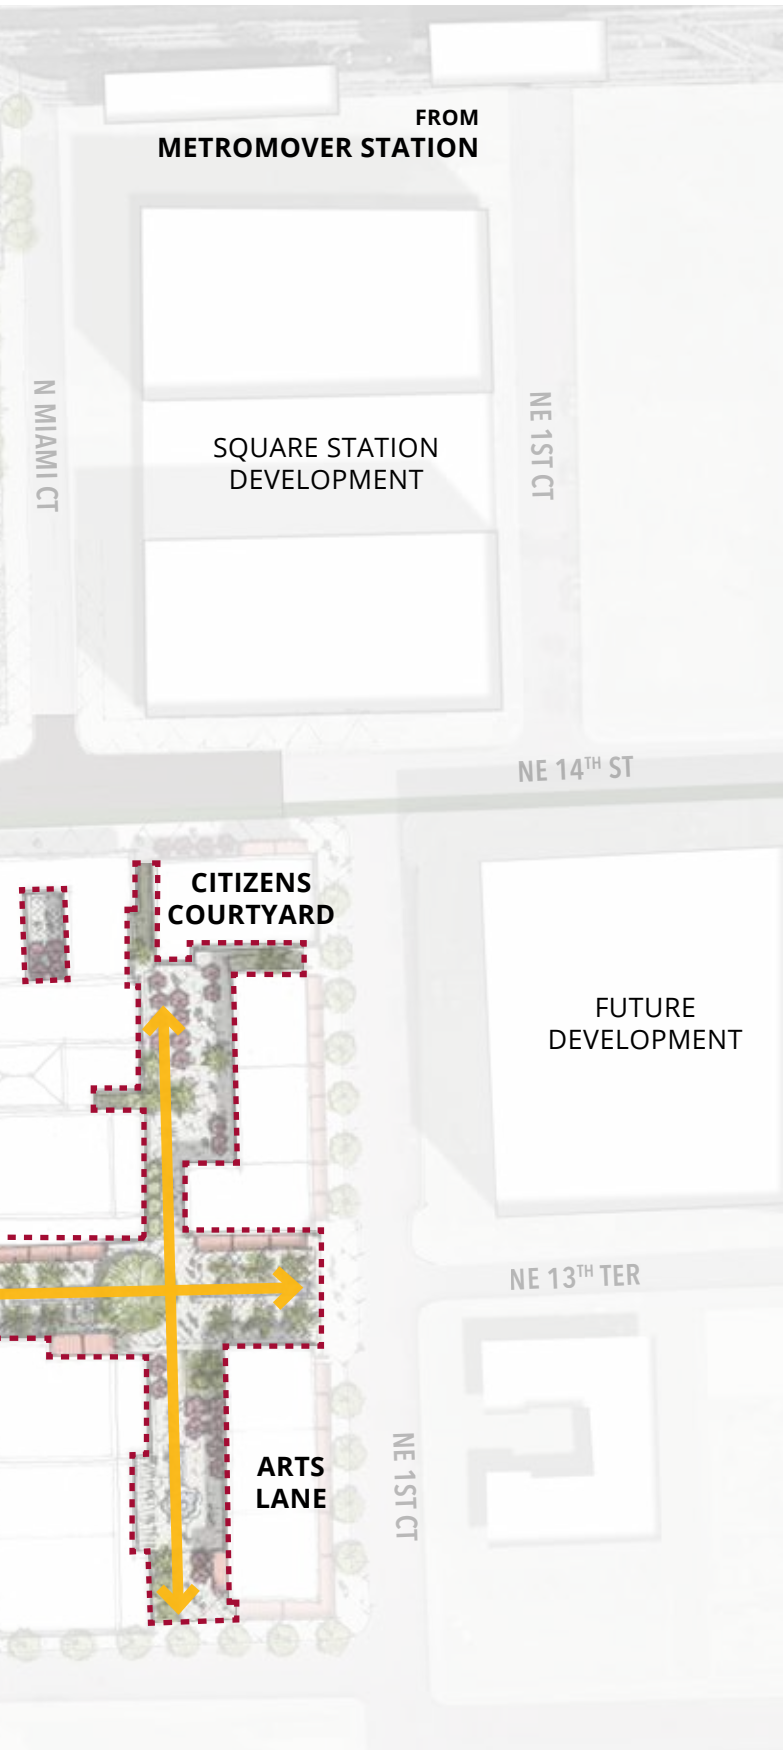 FROM
METROMOVER STATION
N MIAMI CT
NE 1ST CT
SQUARE STATION
DEVELOPMENT
NE 14TH ST
CITIZENS
COURTYARD
FUTURE
DEVELOPMENT
NE 13TH TER
ARTS
LANE
NE 1ST CT